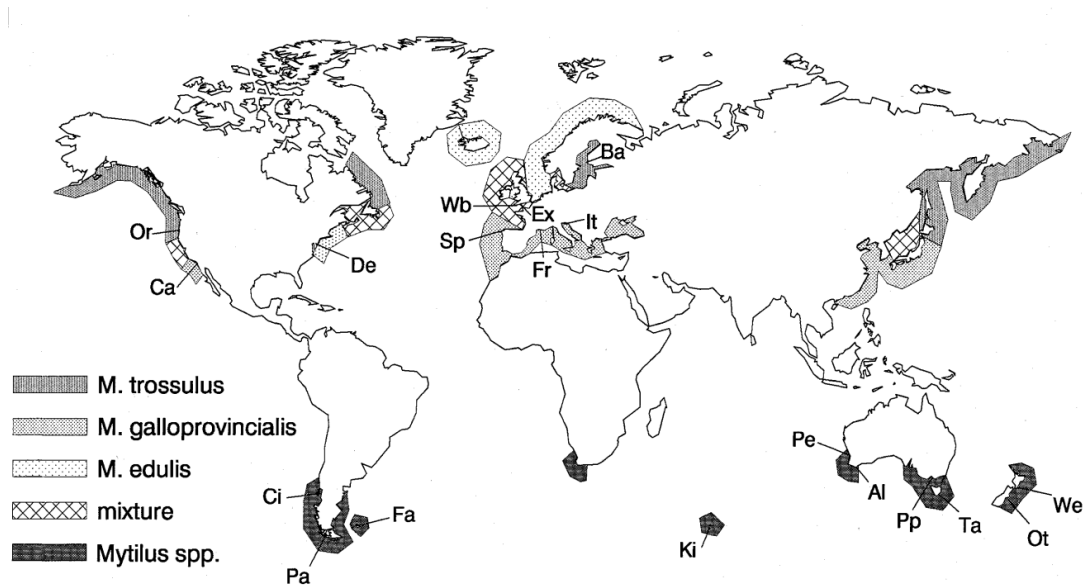 Ba
Wb
Ex
It
Or
Sp
De
Fr
Ca
M. trossulus
M. galloprovincialis
M. edulis
mixture
Mytilus spp.
Ci
Fa
Pa
Ki
Pe
Al
Pp
Ta
We
Ot